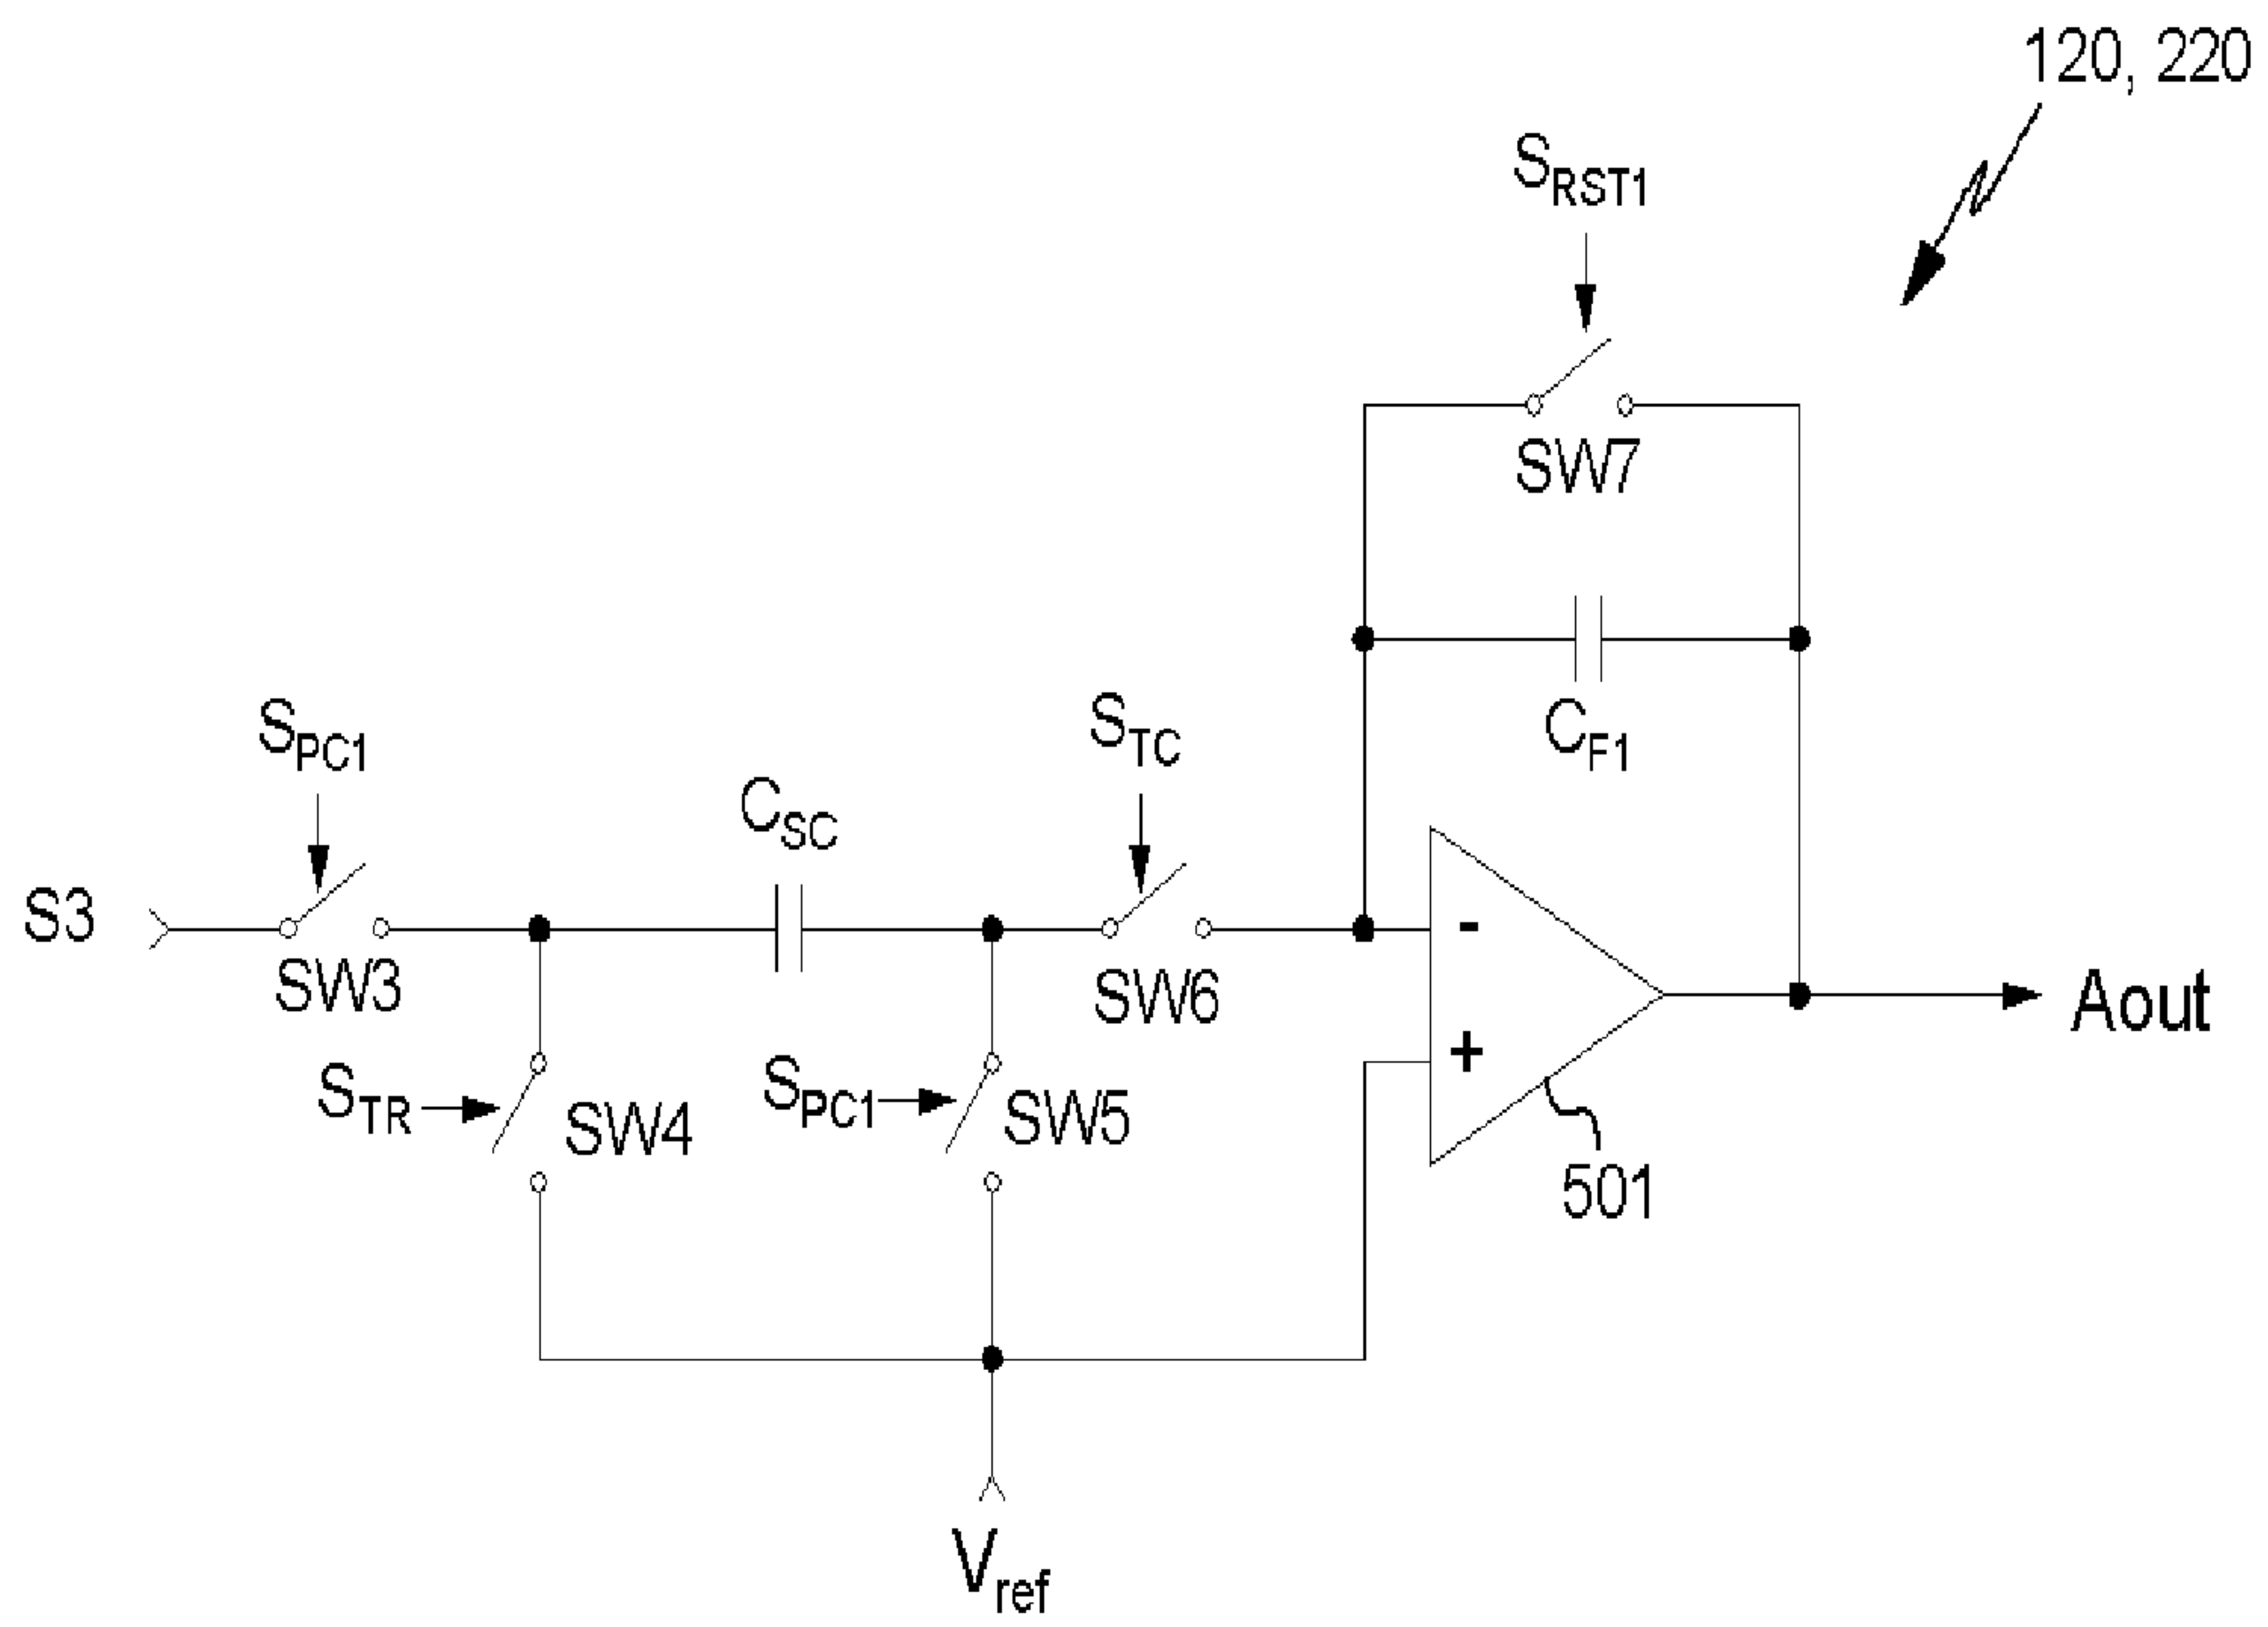 120, 220
SRST1
SW7
CF1
SPC1
STC
CSC
S3
SW3
SW6
-
+
Aout
STR
SW4
SPC1
SW5
501
Vref